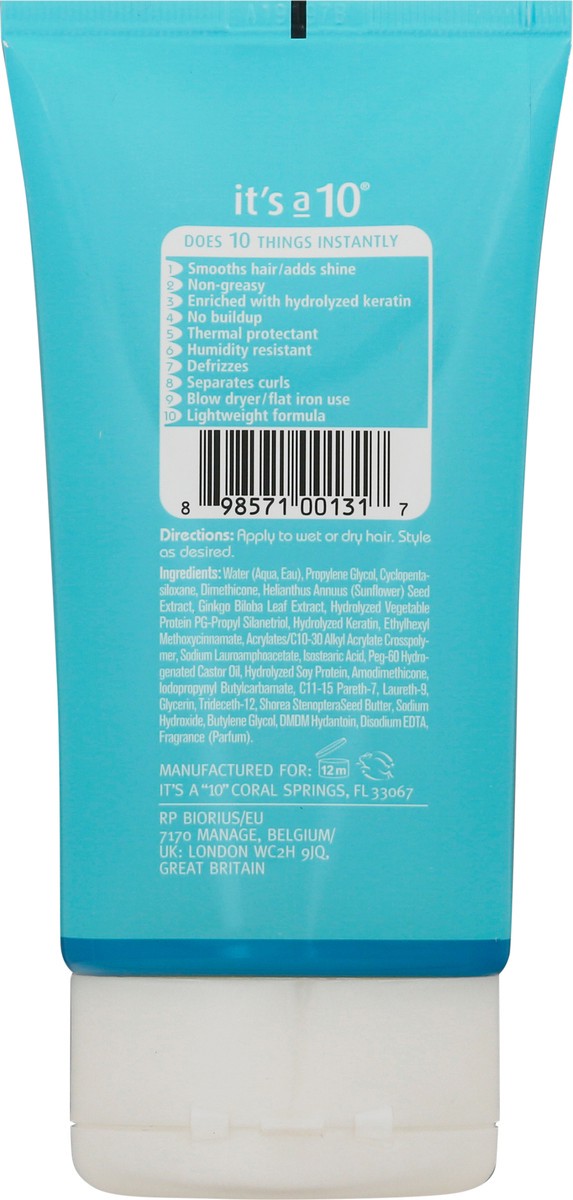 it's a 10®
DOES 10 THINGS INSTANTLY
1 Smooths hair/adds shine
2 Non-greasy
3 Enriched with hydrolyzed keratin
4 No buildup
5 Thermal protectant
6 Humidity resistant
7 Defrizzes
8 Separates curls
9 Blow dryer/flat iron use
10 Lightweight formula
8 98571 00131 7
Directions: Apply to wet or dry hair. Style
as desired.
Ingredients: Water (Aqua, Eau), Propylene Glycol, Cyclopenta-
siloxane, Dimethicone, Helianthus Annuus (Sunflower) Seed
Extract, Ginkgo Biloba Leaf Extract, Hydrolyzed Vegetable
Protein PG-Propyl Silanetriol, Hydrolyzed Keratin, Ethylhexyl
Methoxycinnamate, Acrylates/C10-30 Alkyl Acrylate Crosspoly-
mer, Sodium Lauroamphoacetate, Isostearic Acid, Peg-60 Hydro-
genated Castor Oil, Hydrolyzed Soy Protein, Amodimethicone,
Iodopropynyl Butylcarbamate, C11-15 Pareth-7, Laureth-9,
Glycerin, Trideceth-12, Shorea StenopteraSeed Butter, Sodium
Hydroxide, Butylene Glycol, DMDM Hydantoin, Disodium EDTA,
Fragrance (Parfum).
MANUFACTURED FOR: 12m
IT'S A "10" CORAL SPRINGS, FL 33067
RP BIORIUS/EU
7170 MANAGE, BELGIUM/
UK: LONDON WC2H 9JQ,
GREAT BRITAIN